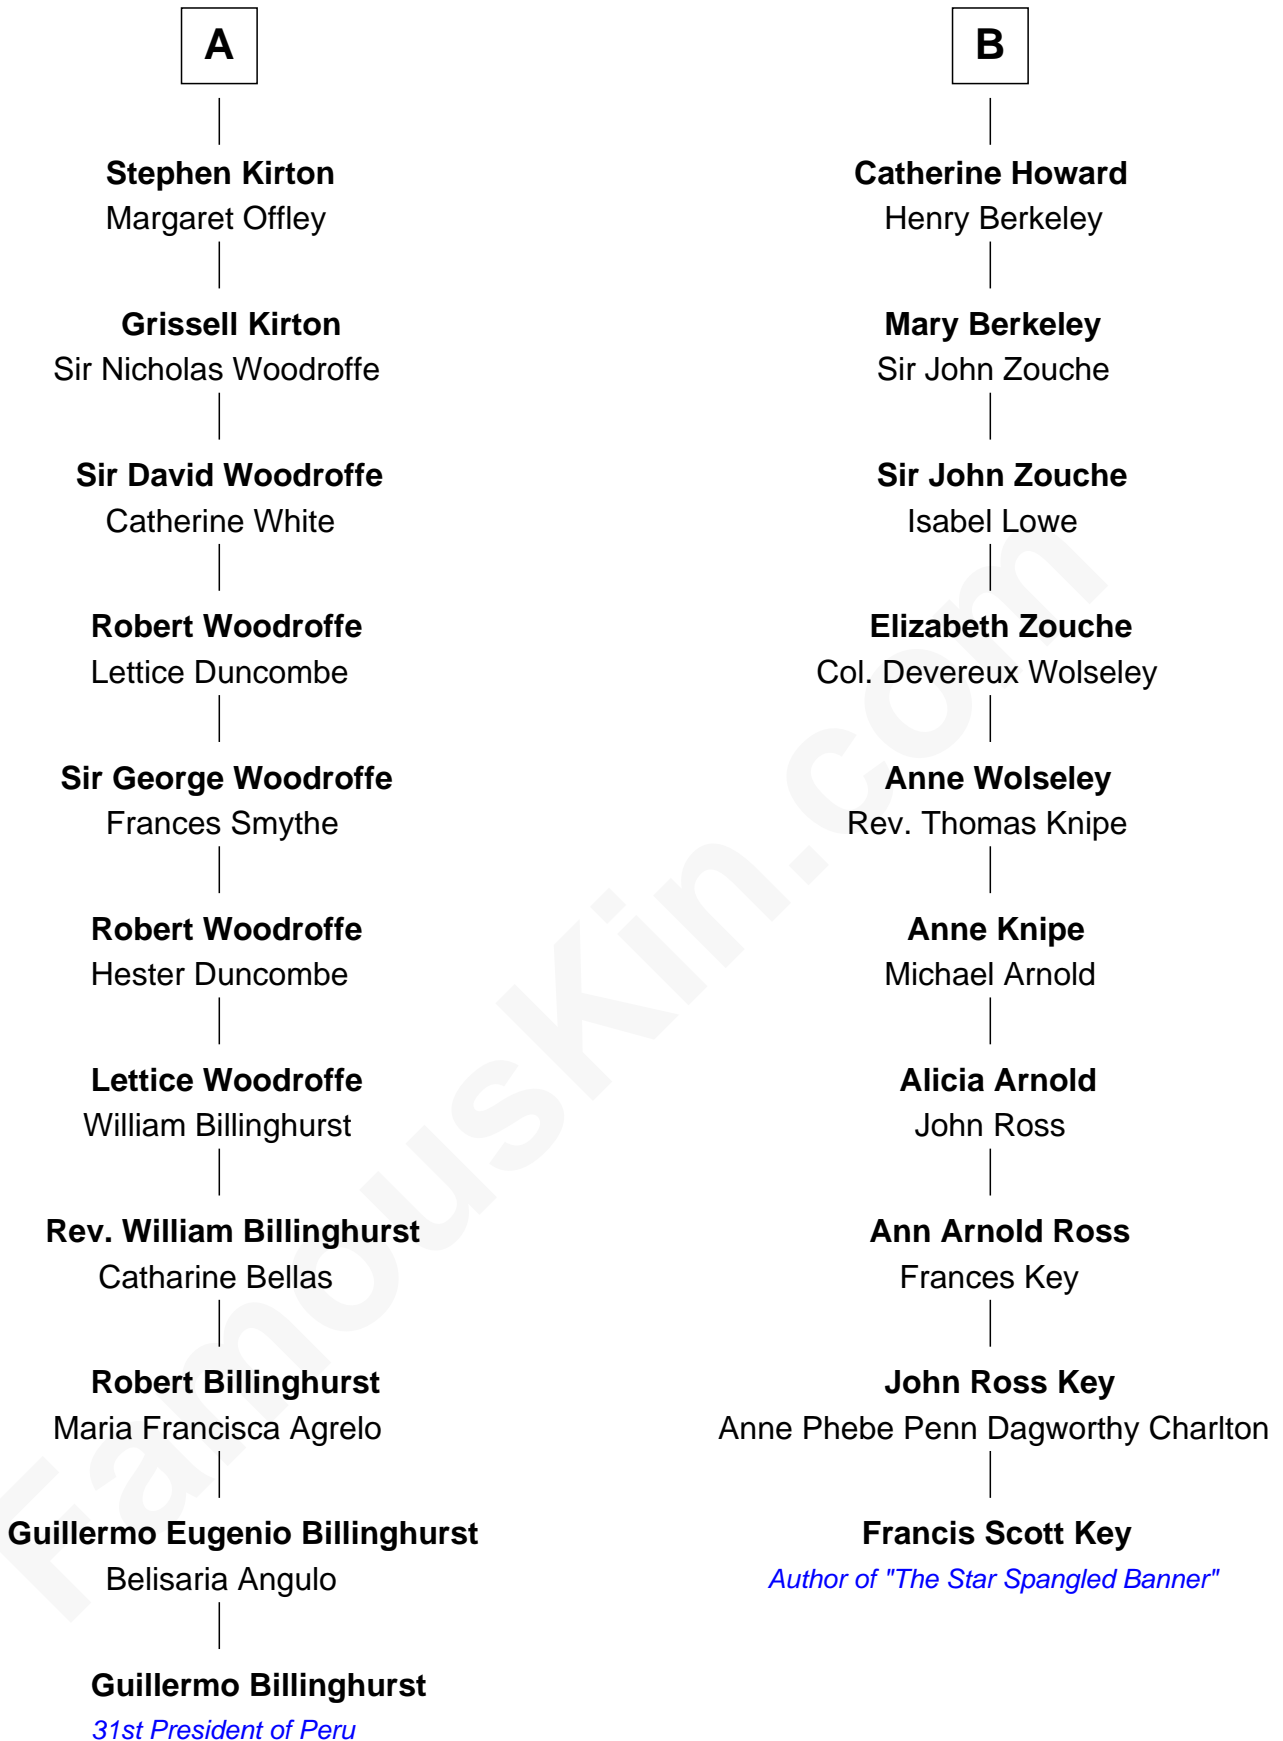 A
Stephen Kirton
Margaret Offley
Grissell Kirton
Sir Nicholas Woodroffe
Sir David Woodroffe
Catherine White
Robert Woodroffe
Lettice Duncombe
Sir George Woodroffe
Frances Smythe
Robert Woodroffe
Hester Duncombe
Lettice Woodroffe
William Billinghurst
Rev. William Billinghurst
Catharine Bellas
Robert Billinghurst
Maria Francisca Agrelo
Guillermo Eugenio Billinghurst
Belisaria Angulo
Guillermo Billinghurst
31st President of Peru
B
Catherine Howard
Henry Berkeley
Mary Berkeley
Sir John Zouche
Sir John Zouche
Isabel Lowe
Elizabeth Zouche
Col. Devereux Wolseley
Anne Wolseley
Rev. Thomas Knipe
Anne Knipe
Michael Arnold
Alicia Arnold
John Ross
Ann Arnold Ross
Frances Key
John Ross Key
Anne Phebe Penn Dagworthy Charlton
Francis Scott Key
Author of "The Star Spangled Banner"
FamousKin.com